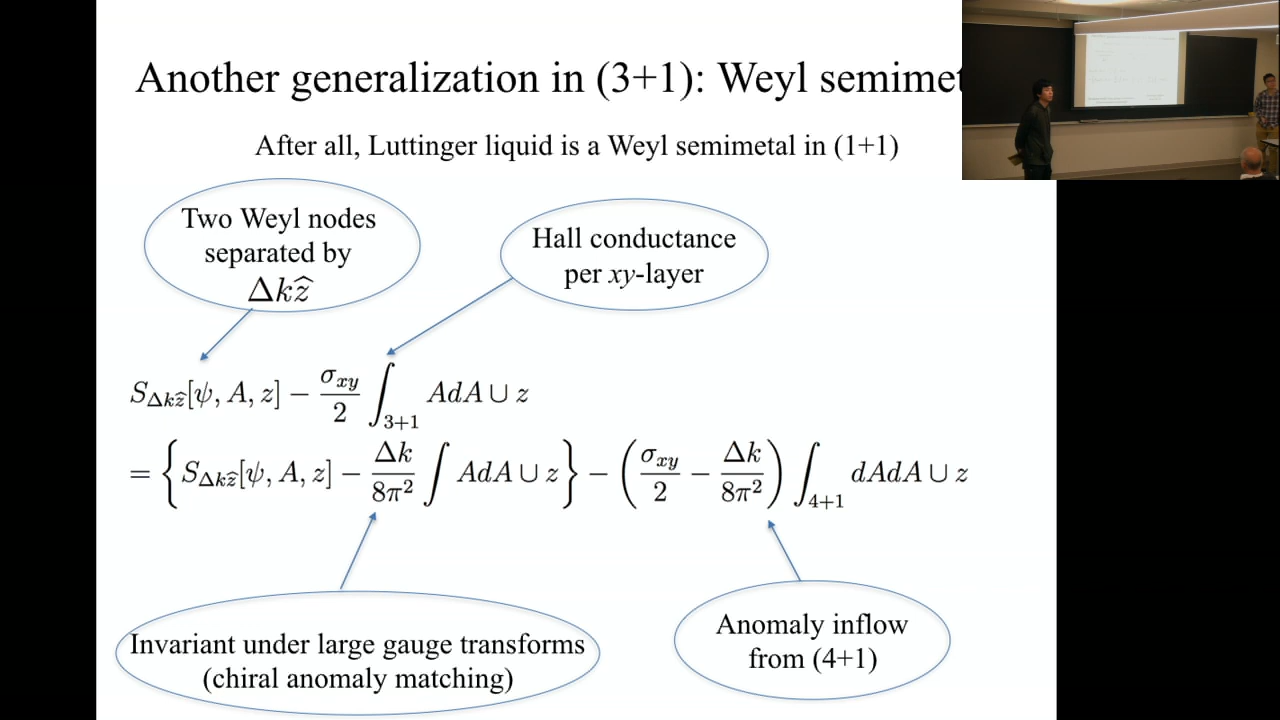 Another generalization in (3+1): Weyl semimet
After all, Luttinger liquid is a Weyl semimetal in (1+1)
Two Weyl nodes
separated by
Δk ẑ
Hall conductance
per xy-layer
S_{Δkẑ}[ψ, A, z] − σ_{xy}/2 ∫_{3+1} AdA ∪ z
= {S_{Δkẑ}[ψ, A, z] − Δk/8π² ∫ AdA ∪ z} − (σ_{xy}/2 − Δk/8π²) ∫_{4+1} dAdA ∪ z
Invariant under large gauge transforms
(chiral anomaly matching)
Anomaly inflow
from (4+1)